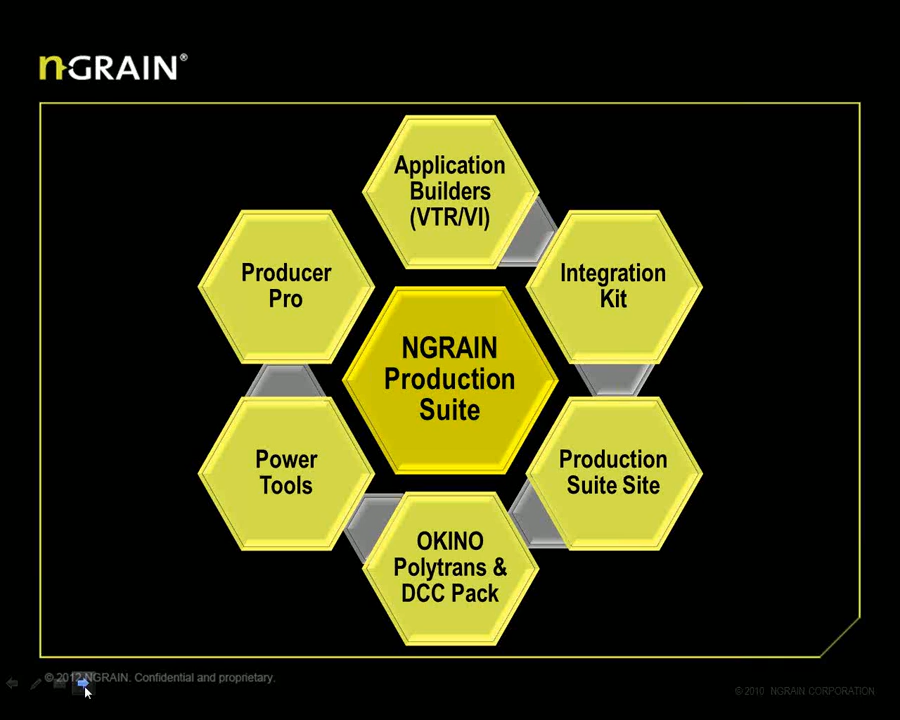 nGRAIN®
Application
Builders
(VTR/VI)
Producer
Pro
Integration
Kit
NGRAIN
Production
Suite
Power
Tools
Production
Suite Site
OKINO
Polytrans &
DCC Pack
© 2012 NGRAIN. Confidential and proprietary.
© 2010 NGRAIN CORPORATION